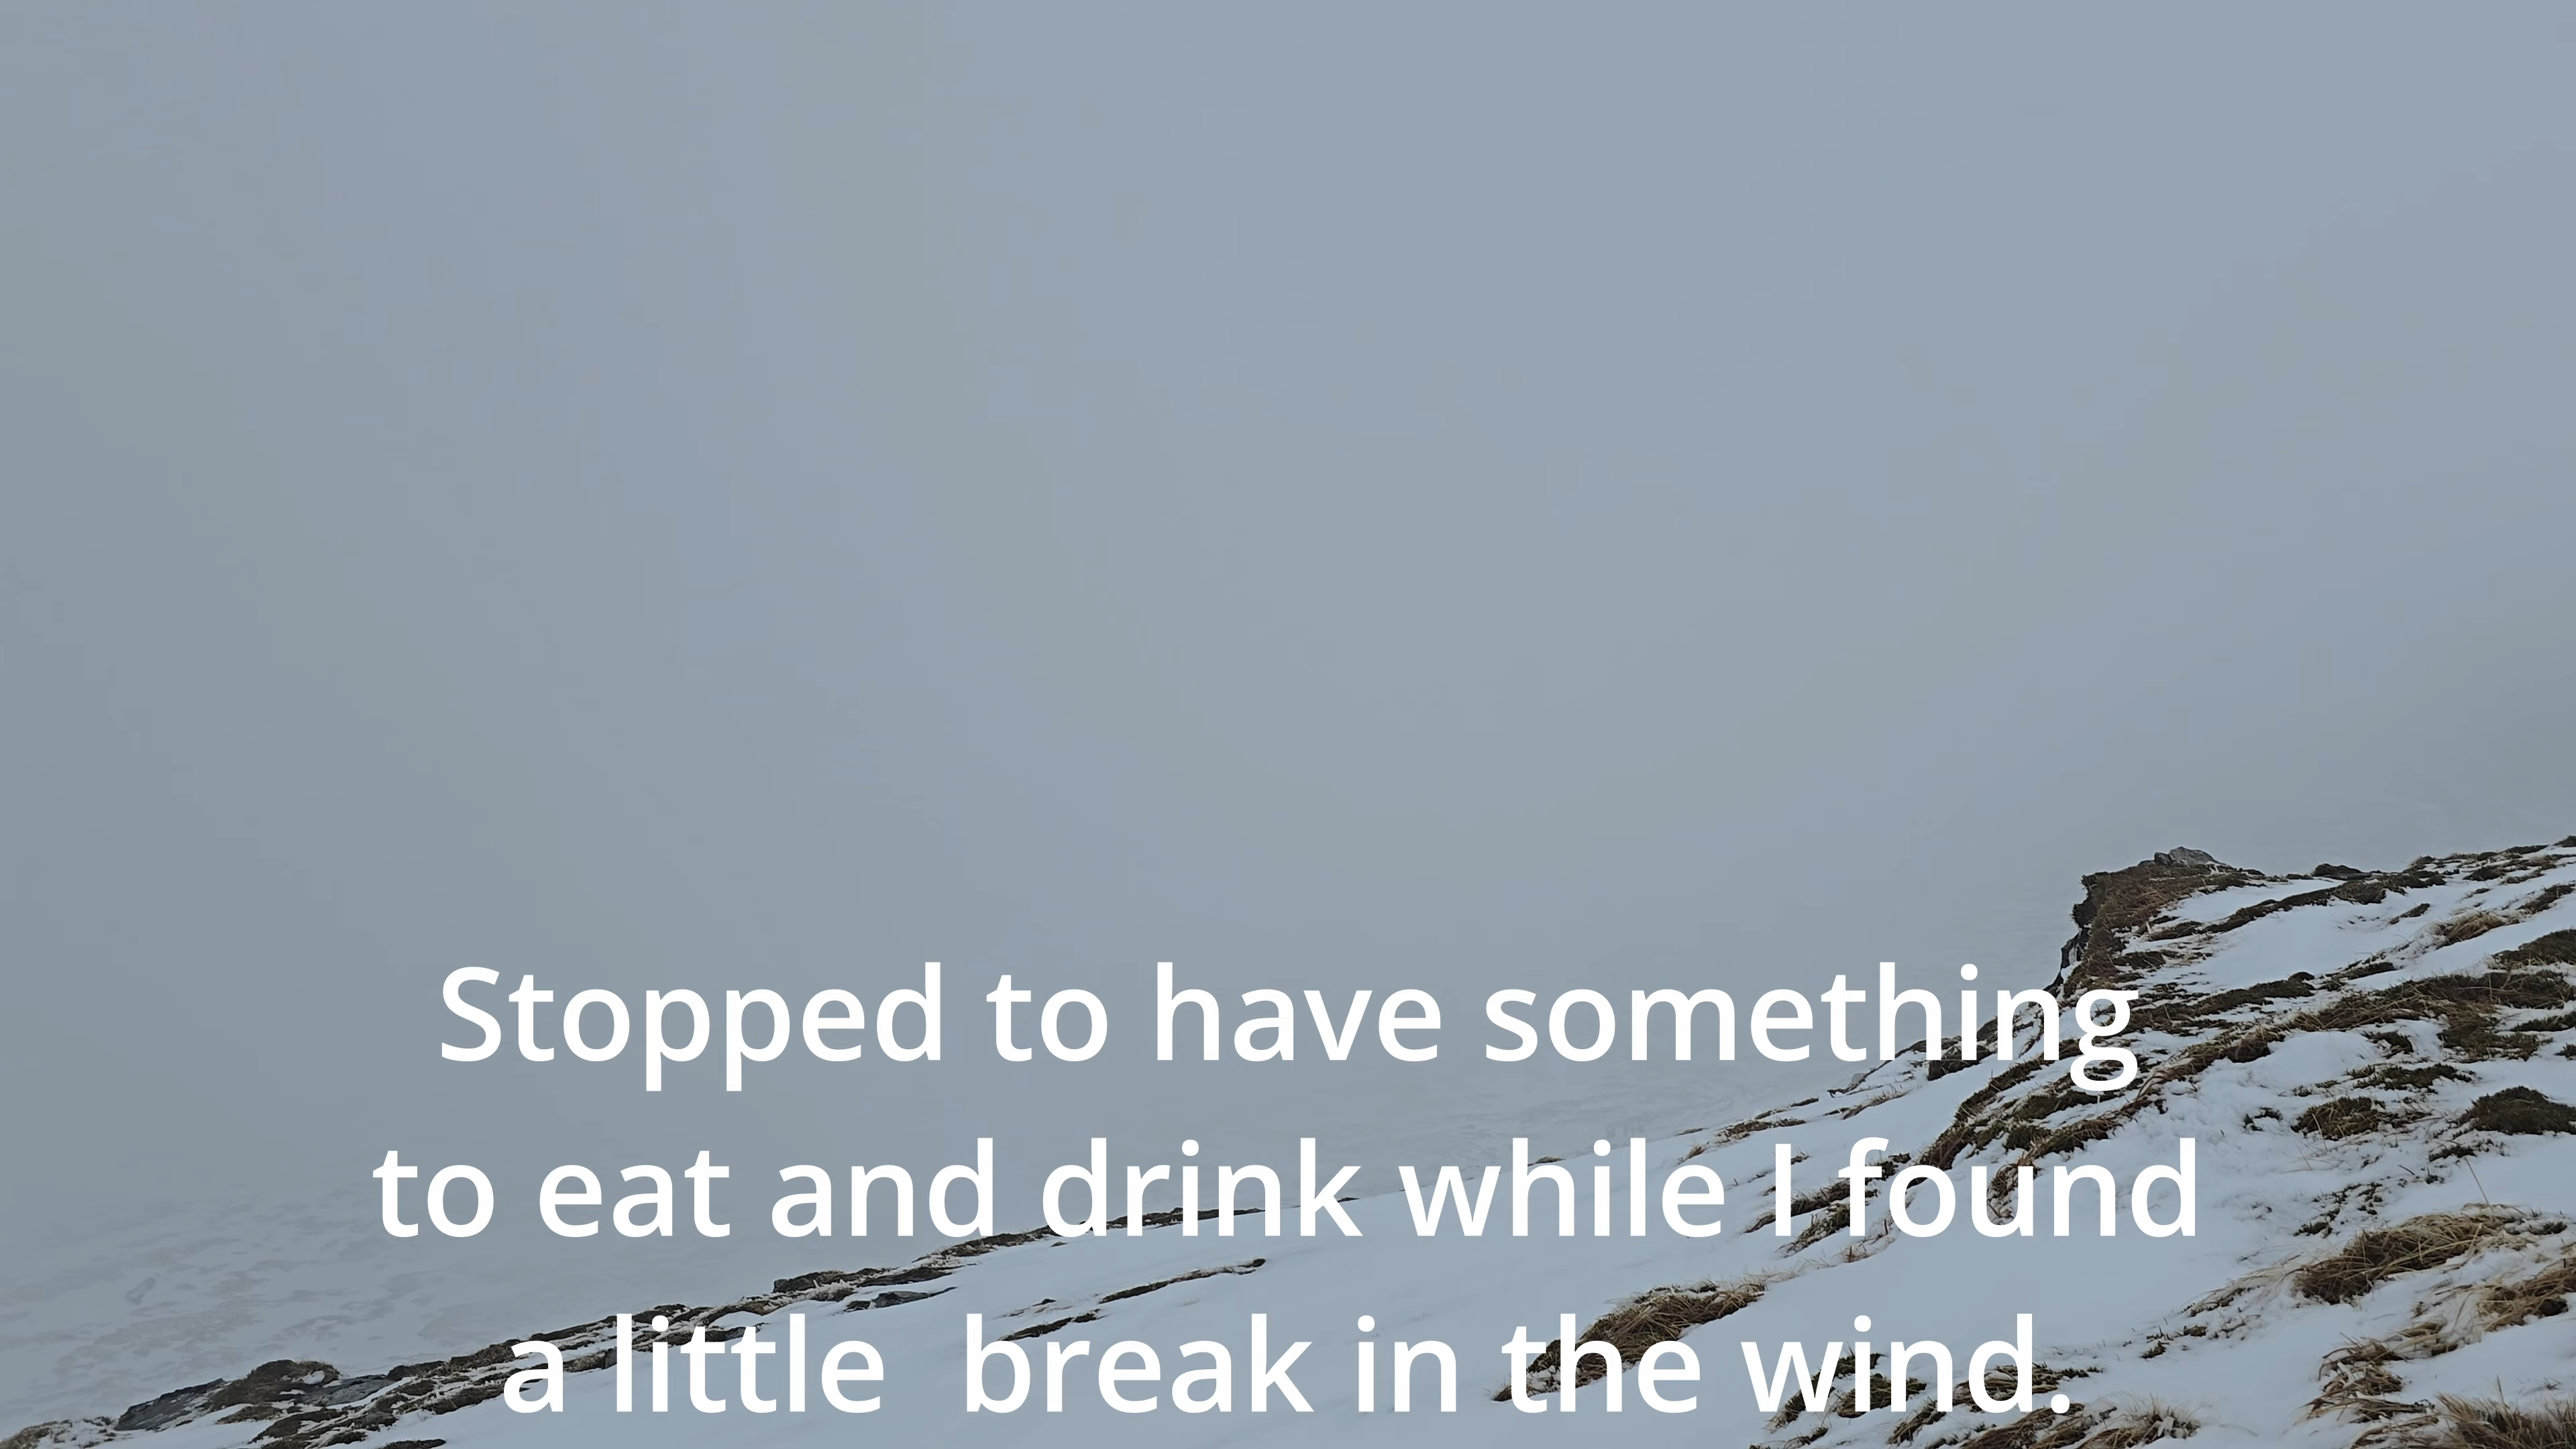 Stopped to have something
to eat and drink while I found
a little  break in the wind.